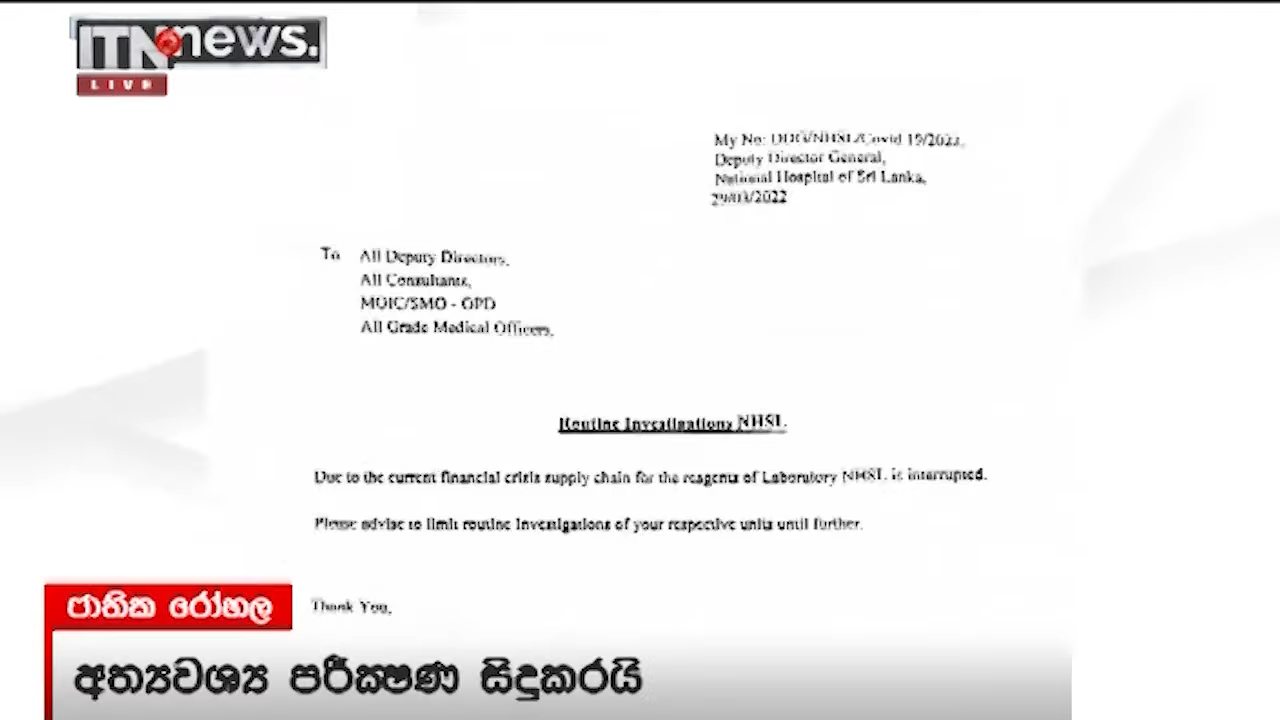 ITN news.
LIVE
My No: DDG/NHSL/Covid 19/2022,
Deputy Director General,
National Hospital of Sri Lanka,
29/03/2022
To All Deputy Directors,
All Consultants,
MOIC/SMO - OPD
All Grade Medical Officers,
Routine Investigations NHSL
Due to the current financial crisis supply chain for the reagents of Laboratory NHSL is interrupted.
Please advise to limit routine investigations of your respective units until further.
Thank You,
ජාතික රෝහල
අත්‍යවශ්‍ය පරීක්ෂණ සිදුකරයි